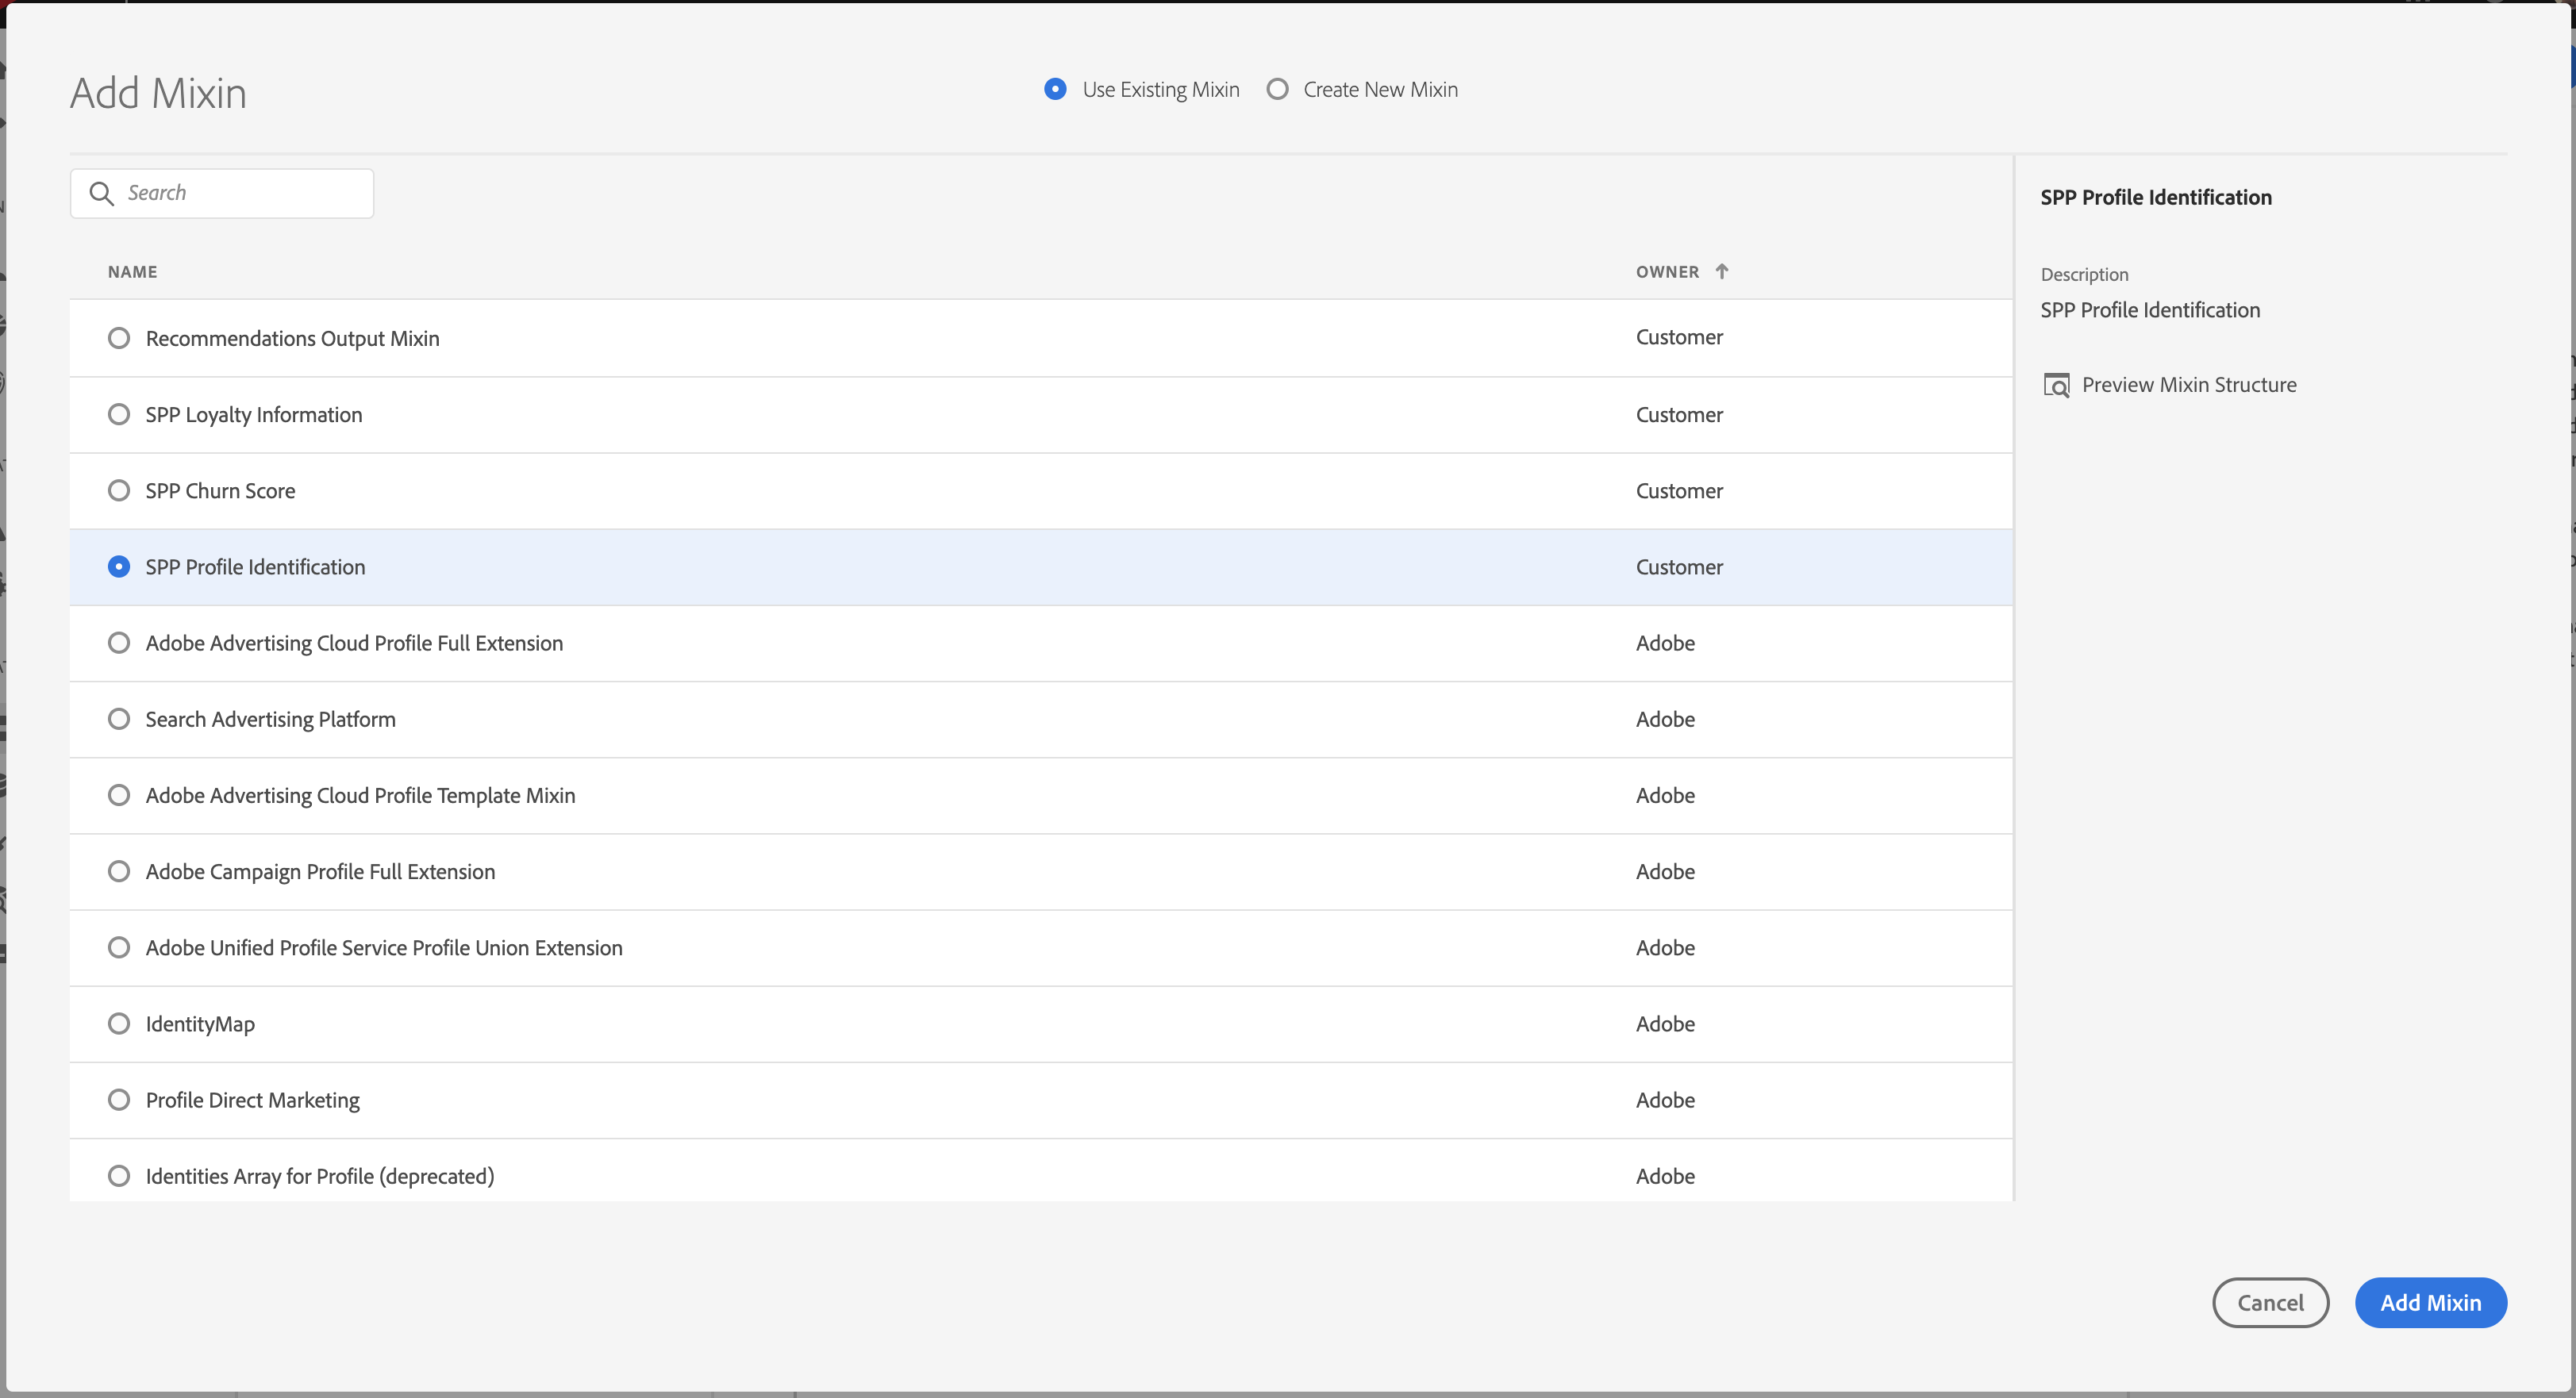 Add Mixin
Use Existing Mixin
Create New Mixin
Search
NAME OWNER
Recommendations Output Mixin Customer
SPP Loyalty Information Customer
SPP Churn Score Customer
SPP Profile Identification Customer
Adobe Advertising Cloud Profile Full Extension Adobe
Search Advertising Platform Adobe
Adobe Advertising Cloud Profile Template Mixin Adobe
Adobe Campaign Profile Full Extension Adobe
Adobe Unified Profile Service Profile Union Extension Adobe
IdentityMap Adobe
Profile Direct Marketing Adobe
Identities Array for Profile (deprecated) Adobe
SPP Profile Identification
Description
SPP Profile Identification
Preview Mixin Structure
Cancel
Add Mixin